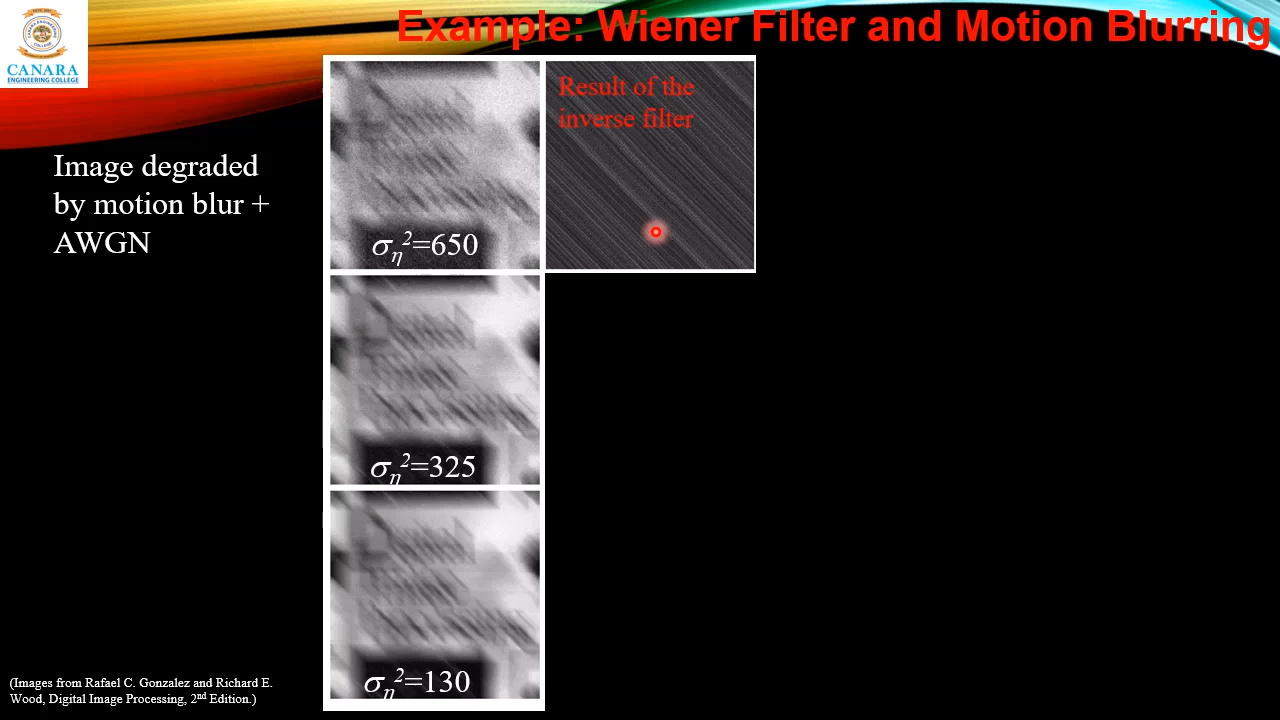 Example: Wiener Filter and Motion Blurring
CANARA
ENGINEERING COLLEGE
Image degraded
by motion blur +
AWGN
Result of the
inverse filter
ση²=650
ση²=325
ση²=130
(Images from Rafael C. Gonzalez and Richard E.
Wood, Digital Image Processing, 2nd Edition.)